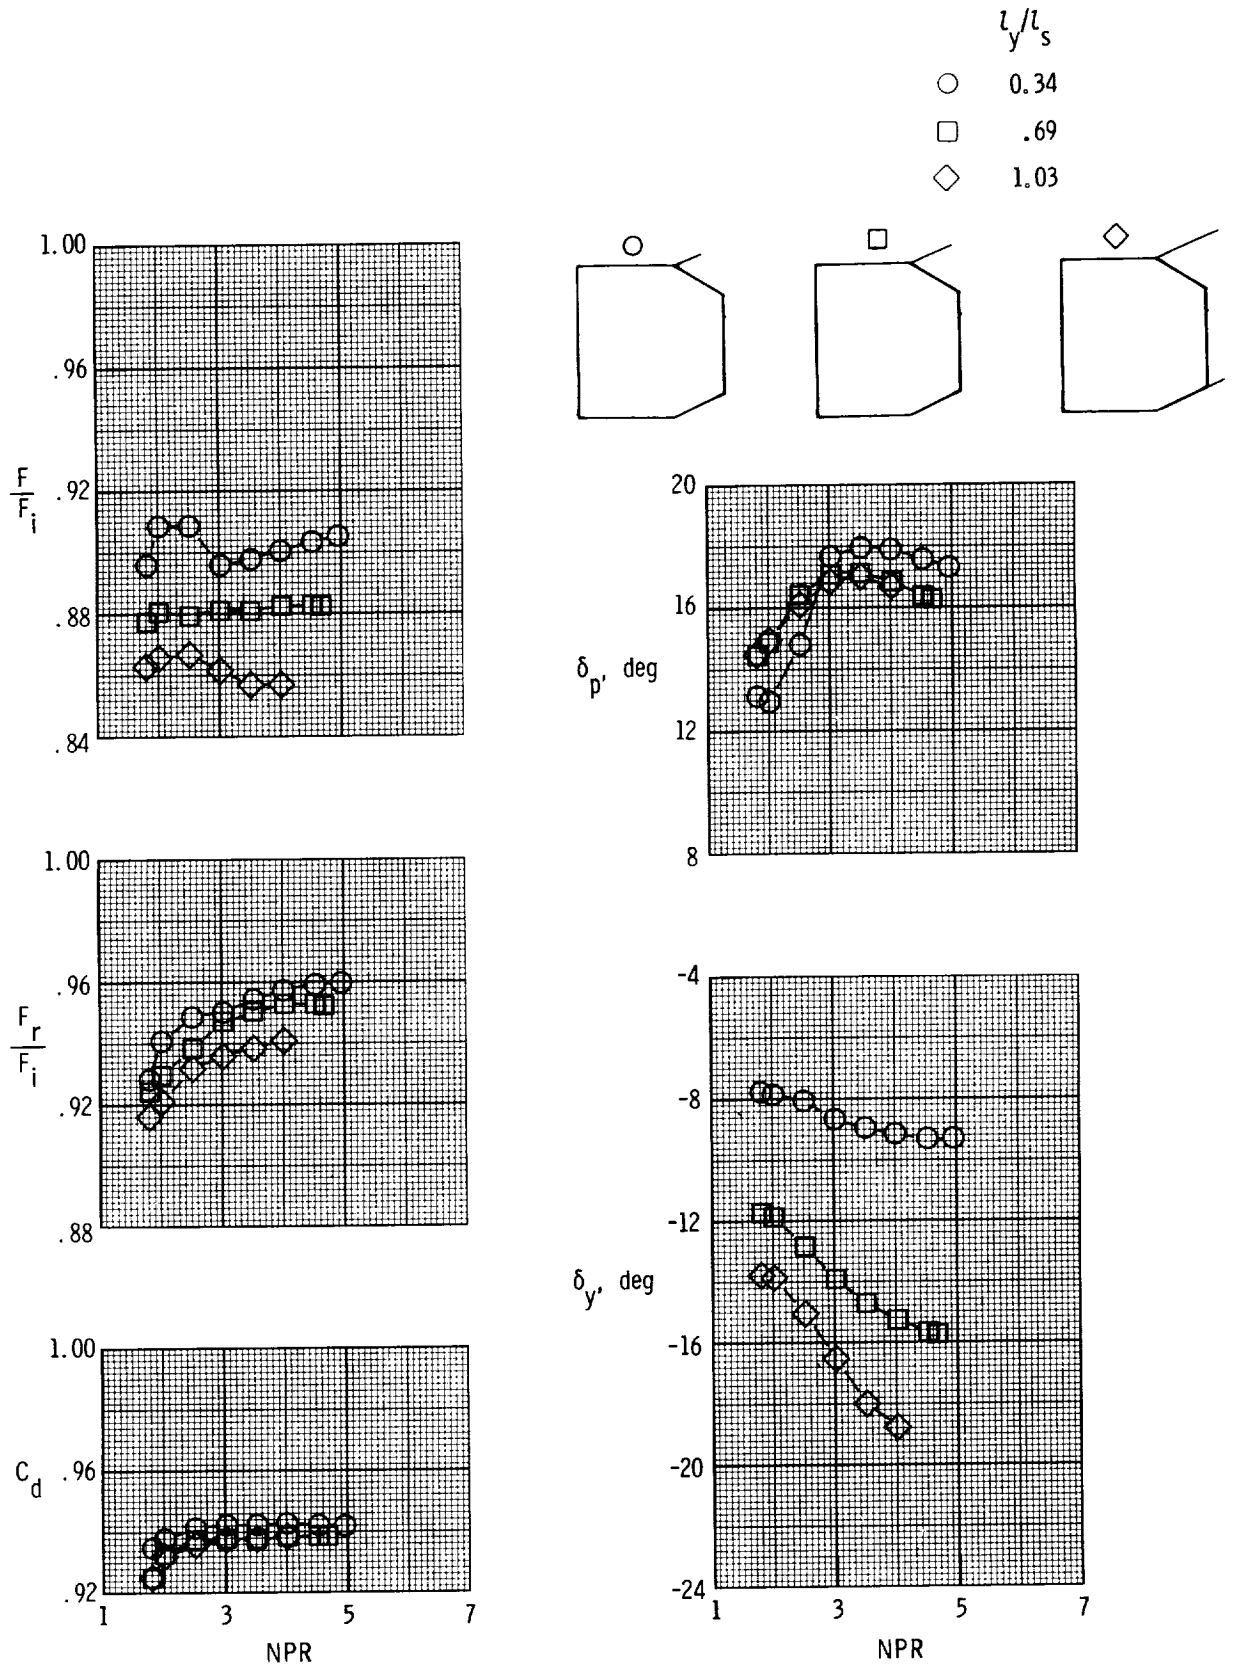 l_y/l_s
0.34
.69
1.03
1.00
.96
.92
.88
.84
F/F_i
1.00
.96
.92
.88
F_r/F_i
1.00
.96
.92
C_d
1 3 5 7
NPR
20
16
12
8
δ_p, deg
-4
-8
-12
-16
-20
-24
δ_y, deg
1 3 5 7
NPR